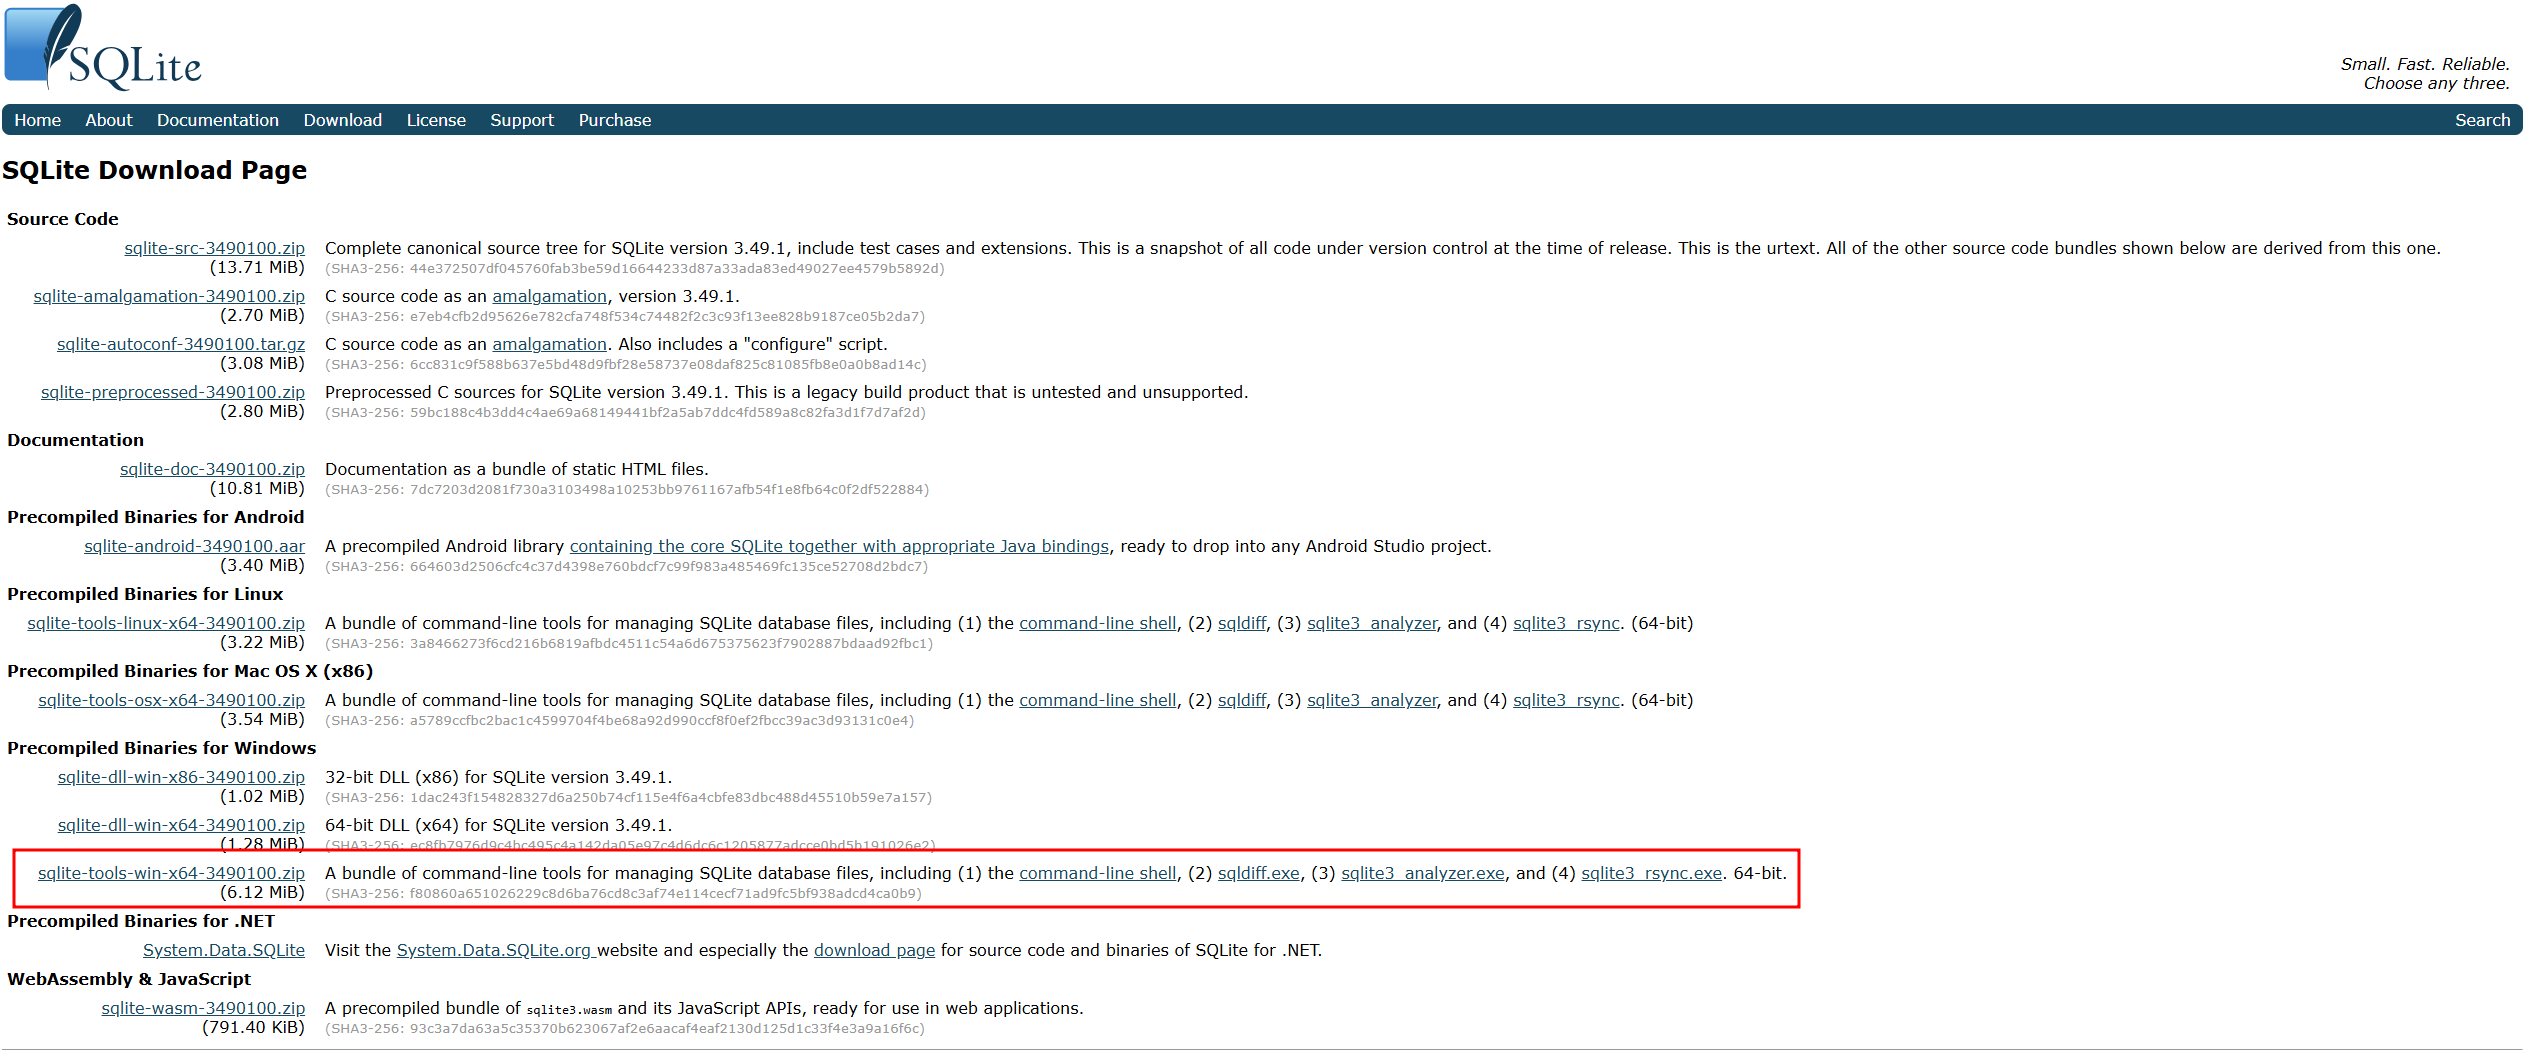 SQLite
Small. Fast. Reliable.
Choose any three.
Home About Documentation Download License Support Purchase Search
SQLite Download Page
Source Code
sqlite-src-3490100.zip Complete canonical source tree for SQLite version 3.49.1, include test cases and extensions. This is a snapshot of all code under version control at the time of release. This is the urtext. All of the other source code bundles shown below are derived from this one.
(13.71 MiB) (SHA3-256: 44e372507df045760fab3be59d16644233d87a33ada83ed49027ee4579b5892d)
sqlite-amalgamation-3490100.zip C source code as an amalgamation, version 3.49.1.
(2.70 MiB) (SHA3-256: e7eb4cfb2d95626e782cfa748f534c74482f2c3c93f13ee828b9187ce05b2da7)
sqlite-autoconf-3490100.tar.gz C source code as an amalgamation. Also includes a "configure" script.
(3.08 MiB) (SHA3-256: 6cc831c9f588b637e5bd48d9fbf28e58737e08daf825c81085fb8e0a0b8ad14c)
sqlite-preprocessed-3490100.zip Preprocessed C sources for SQLite version 3.49.1. This is a legacy build product that is untested and unsupported.
(2.80 MiB) (SHA3-256: 59bc188c4b3dd4c4ae69a68149441bf2a5ab7ddc4fd589a8c82fa3d1f7d7af2d)
Documentation
sqlite-doc-3490100.zip Documentation as a bundle of static HTML files.
(10.81 MiB) (SHA3-256: 7dc7203d2081f730a3103498a10253bb9761167afb54f1e8fb64c0f2df522884)
Precompiled Binaries for Android
sqlite-android-3490100.aar A precompiled Android library containing the core SQLite together with appropriate Java bindings, ready to drop into any Android Studio project.
(3.40 MiB) (SHA3-256: 664603d2506cfc4c37d4398e760bdcf7c99f983a485469fc135ce52708d2bdc7)
Precompiled Binaries for Linux
sqlite-tools-linux-x64-3490100.zip A bundle of command-line tools for managing SQLite database files, including (1) the command-line shell, (2) sqldiff, (3) sqlite3_analyzer, and (4) sqlite3_rsync. (64-bit)
(3.22 MiB) (SHA3-256: 3a8466273f6cd216b6819afbdc4511c54a6d675375623f7902887bdaad92fbc1)
Precompiled Binaries for Mac OS X (x86)
sqlite-tools-osx-x64-3490100.zip A bundle of command-line tools for managing SQLite database files, including (1) the command-line shell, (2) sqldiff, (3) sqlite3_analyzer, and (4) sqlite3_rsync. (64-bit)
(3.54 MiB) (SHA3-256: a5789ccfbc2bac1c4599704f4be68a92d990ccf8f0ef2fbcc39ac3d93131c0e4)
Precompiled Binaries for Windows
sqlite-dll-win-x86-3490100.zip 32-bit DLL (x86) for SQLite version 3.49.1.
(1.02 MiB) (SHA3-256: 1dac243f154828327d6a250b74cf115e4f6a4cbfe83dbc488d45510b59e7a157)
sqlite-dll-win-x64-3490100.zip 64-bit DLL (x64) for SQLite version 3.49.1.
(1.28 MiB) (SHA3-256: ec8fb7976d9c4bc495c4a142da05e97c4d6dc6c1205877adcce0bd5b191026e2)
sqlite-tools-win-x64-3490100.zip A bundle of command-line tools for managing SQLite database files, including (1) the command-line shell, (2) sqldiff.exe, (3) sqlite3_analyzer.exe, and (4) sqlite3_rsync.exe. 64-bit.
(6.12 MiB) (SHA3-256: f80860a651026229c8d6ba76cd8c3af74e114cecf71ad9fc5bf938adcd4ca0b9)
Precompiled Binaries for .NET
System.Data.SQLite Visit the System.Data.SQLite.org website and especially the download page for source code and binaries of SQLite for .NET.
WebAssembly & JavaScript
sqlite-wasm-3490100.zip A precompiled bundle of sqlite3.wasm and its JavaScript APIs, ready for use in web applications.
(791.40 KiB) (SHA3-256: 93c3a7da63a5c35370b623067af2e6aacaf4eaf2130d125d1c33f4e3a9a16f6c)